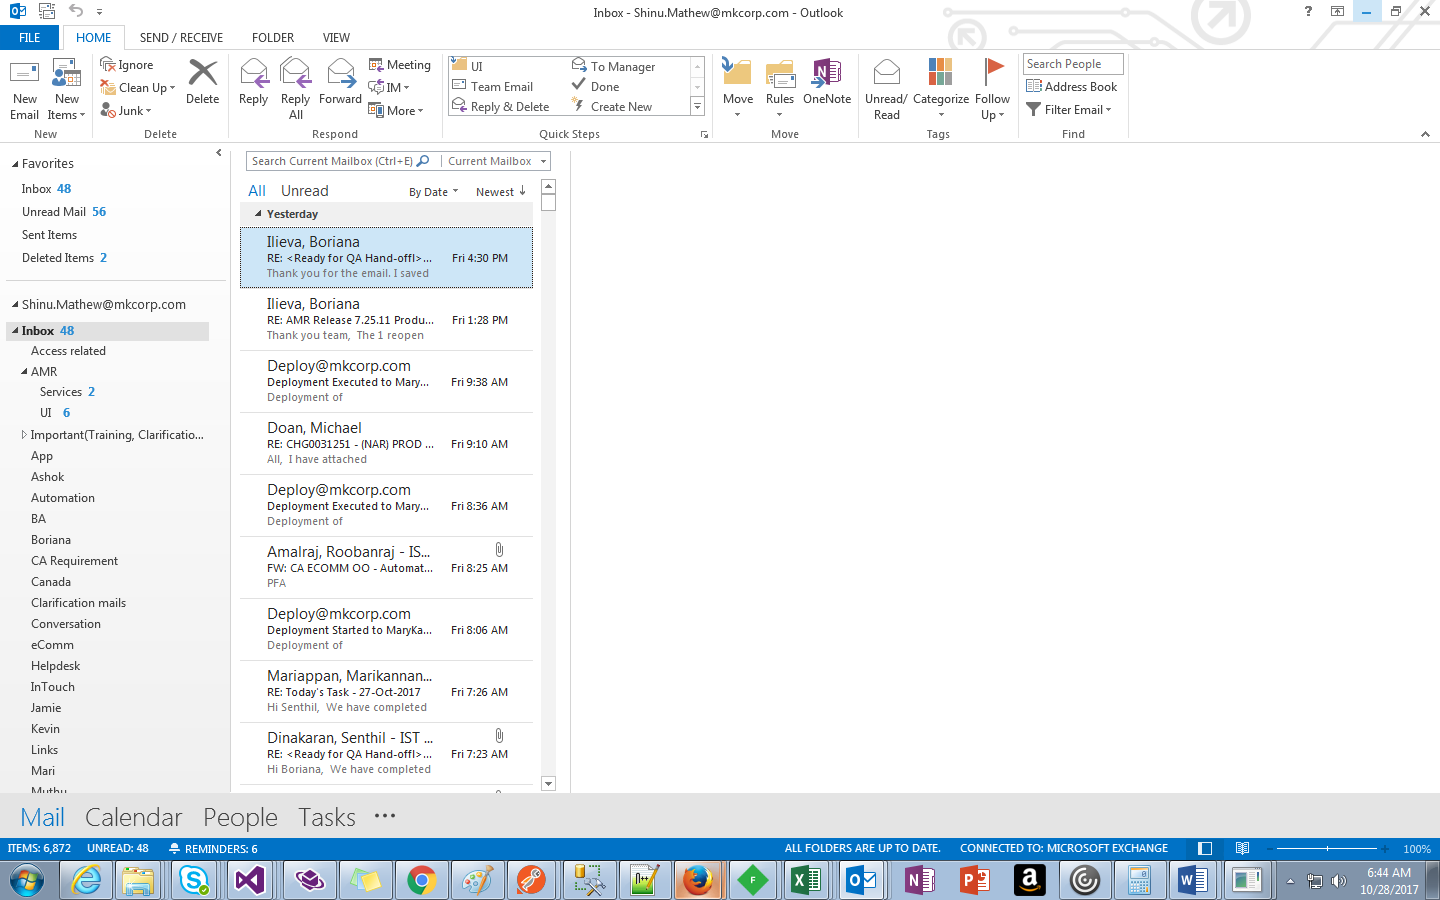 Inbox - Shinu.Mathew@mkcorp.com - Outlook
FILE HOME SEND / RECEIVE FOLDER VIEW
New Email
New Items
New
Ignore
Clean Up
Junk
Delete
Delete
Reply
Reply All
Forward
Meeting
IM
More
Respond
UI
Team Email
Reply & Delete
To Manager
Done
Create New
Quick Steps
Move
Rules
OneNote
Move
Unread/ Read
Categorize
Follow Up
Tags
Search People
Address Book
Filter Email
Find
Favorites
Inbox 48
Unread Mail 56
Sent Items
Deleted Items 2
Shinu.Mathew@mkcorp.com
Inbox 48
Access related
AMR
Services 2
UI 6
Important(Training, Clarificatio...
App
Ashok
Automation
BA
Boriana
CA Requirement
Canada
Clarification mails
Conversation
eComm
Helpdesk
InTouch
Jamie
Kevin
Links
Mari
Muthu
Search Current Mailbox (Ctrl+E) Current Mailbox
All Unread By Date Newest
Yesterday
Ilieva, Boriana
RE: <Ready for QA Hand-offl>... Fri 4:30 PM
Thank you for the email. I saved
Ilieva, Boriana
RE: AMR Release 7.25.11 Produ... Fri 1:28 PM
Thank you team, The 1 reopen
Deploy@mkcorp.com
Deployment Executed to Mary... Fri 9:38 AM
Deployment of
Doan, Michael
RE: CHG0031251 - (NAR) PROD ... Fri 9:10 AM
All, I have attached
Deploy@mkcorp.com
Deployment Executed to Mary... Fri 8:36 AM
Deployment of
Amalraj, Roobanraj - IS...
FW: CA ECOMM OO - Automat... Fri 8:25 AM
PFA
Deploy@mkcorp.com
Deployment Started to MaryKa... Fri 8:06 AM
Deployment of
Mariappan, Marikannan...
RE: Today's Task - 27-Oct-2017 Fri 7:26 AM
Hi Senthil, We have completed
Dinakaran, Senthil - IST ...
RE: <Ready for QA Hand-offl>... Fri 7:23 AM
Hi Boriana, We have completed
Mail Calendar People Tasks ...
ITEMS: 6,872 UNREAD: 48 REMINDERS: 6 ALL FOLDERS ARE UP TO DATE. CONNECTED TO: MICROSOFT EXCHANGE 100%
6:44 AM
10/28/2017